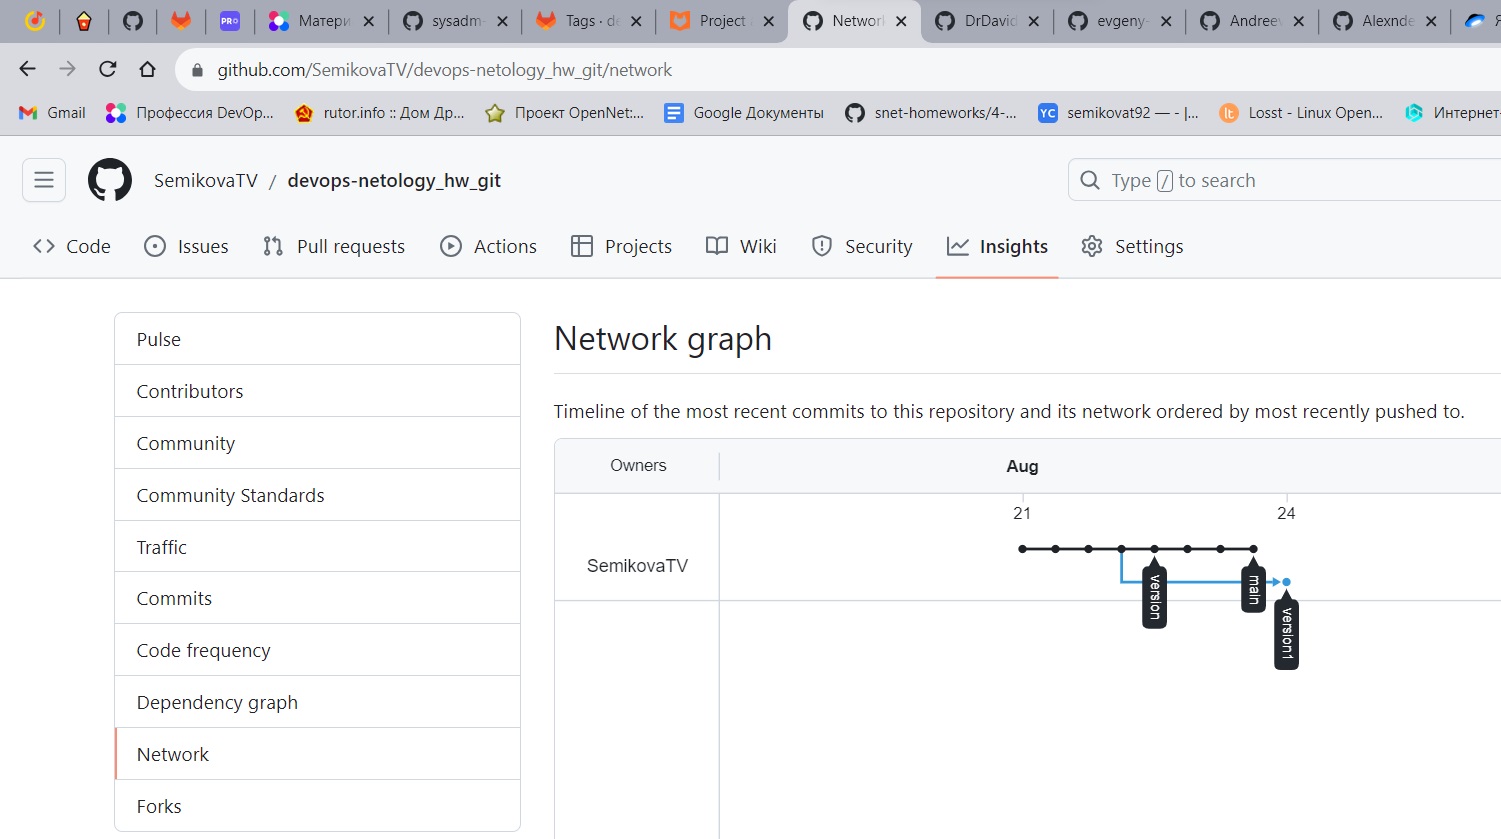 PRO Матери sysadm- Tags · de Project Network DrDavid evgeny- Andreev Alexnde
github.com/SemikovaTV/devops-netology_hw_git/network
Gmail Профессия DevOp... rutor.info :: Дом Др... Проект OpenNet:... Google Документы snet-homeworks/4-... YC semikovat92 — - |... lt Losst - Linux Open... Интернет-
SemikovaTV / devops-netology_hw_git Type / to search
Code Issues Pull requests Actions Projects Wiki Security Insights Settings
Pulse
Contributors
Community
Community Standards
Traffic
Commits
Code frequency
Dependency graph
Network
Forks
Network graph
Timeline of the most recent commits to this repository and its network ordered by most recently pushed to.
Owners Aug
21 24
SemikovaTV
version
main
version1